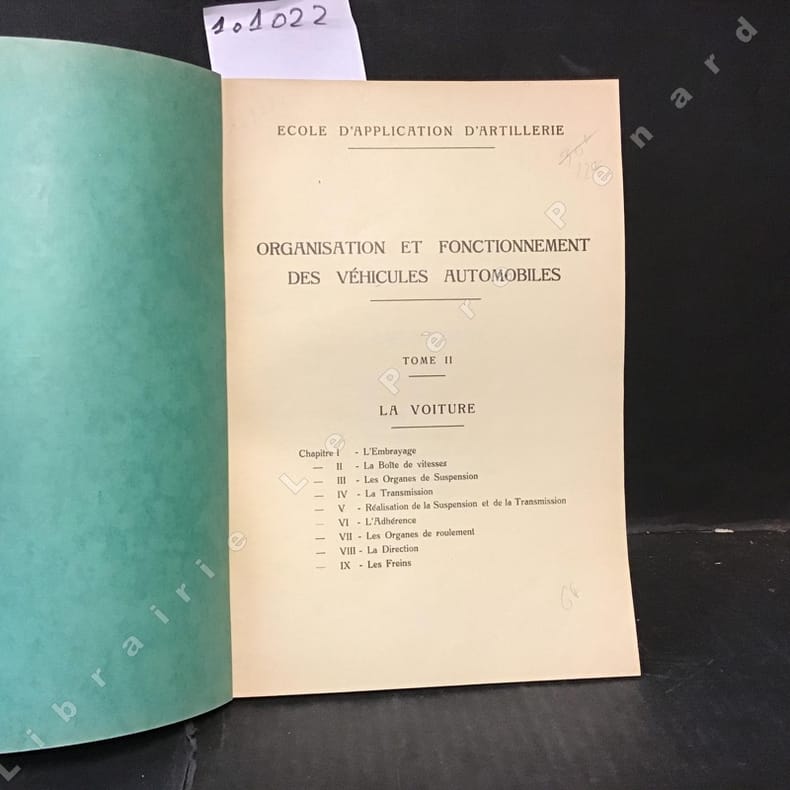 101022
ECOLE D'APPLICATION D'ARTILLERIE
ORGANISATION ET FONCTIONNEMENT
DES VÉHICULES AUTOMOBILES
TOME II
LA VOITURE
Chapitre I - L'Embrayage
— II - La Boîte de vitesses
— III - Les Organes de Suspension
— IV - La Transmission
— V - Réalisation de la Suspension et de la Transmission
— VI - L'Adhérence
— VII - Les Organes de roulement
— VIII - La Direction
— IX - Les Freins
Librairie Le Père Pénard